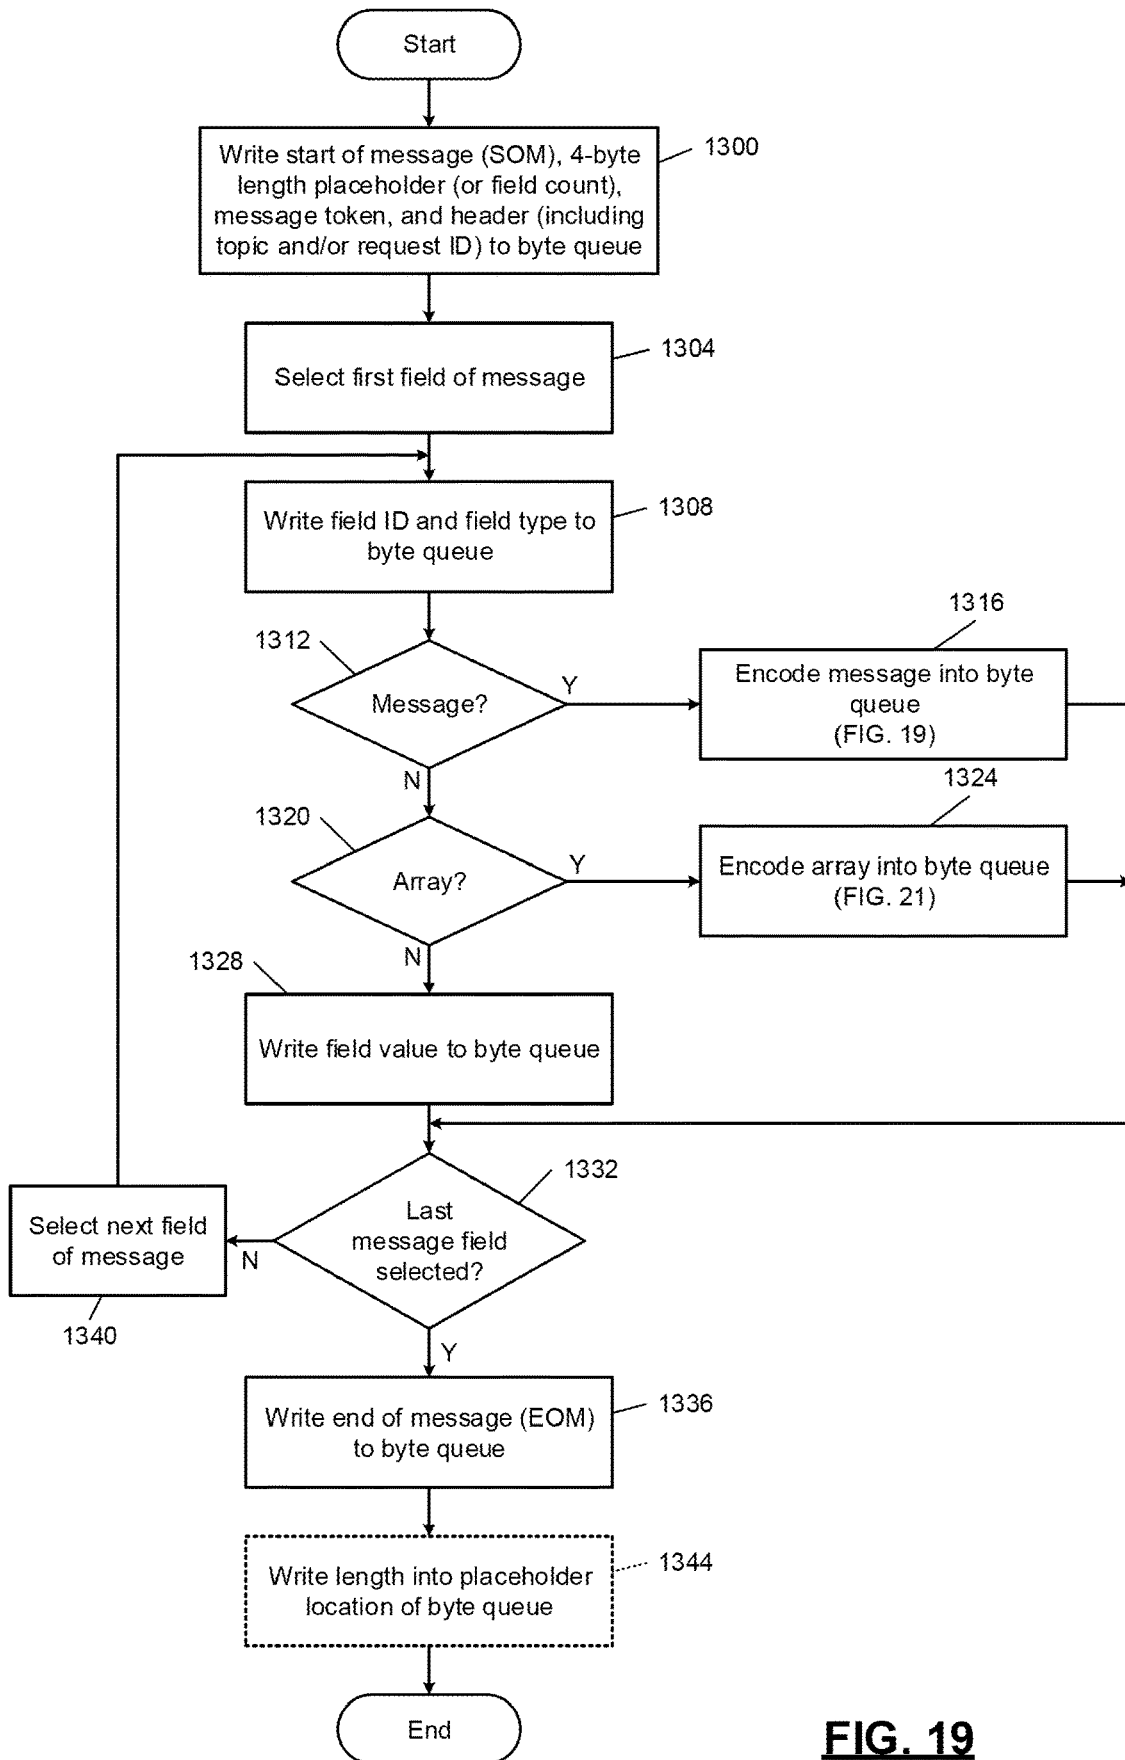 Start
Write start of message (SOM), 4-byte
length placeholder (or field count),
message token, and header (including
topic and/or request ID) to byte queue
1300
Select first field of message
1304
Write field ID and field type to
byte queue
1308
1312
Message?
Y
N
1316
Encode message into byte
queue
(FIG. 19)
1320
Array?
Y
N
1324
Encode array into byte queue
(FIG. 21)
1328
Write field value to byte queue
1332
Last
message field
selected?
N
Y
Select next field
of message
1340
Write end of message (EOM)
to byte queue
1336
Write length into placeholder
location of byte queue
1344
End
FIG. 19